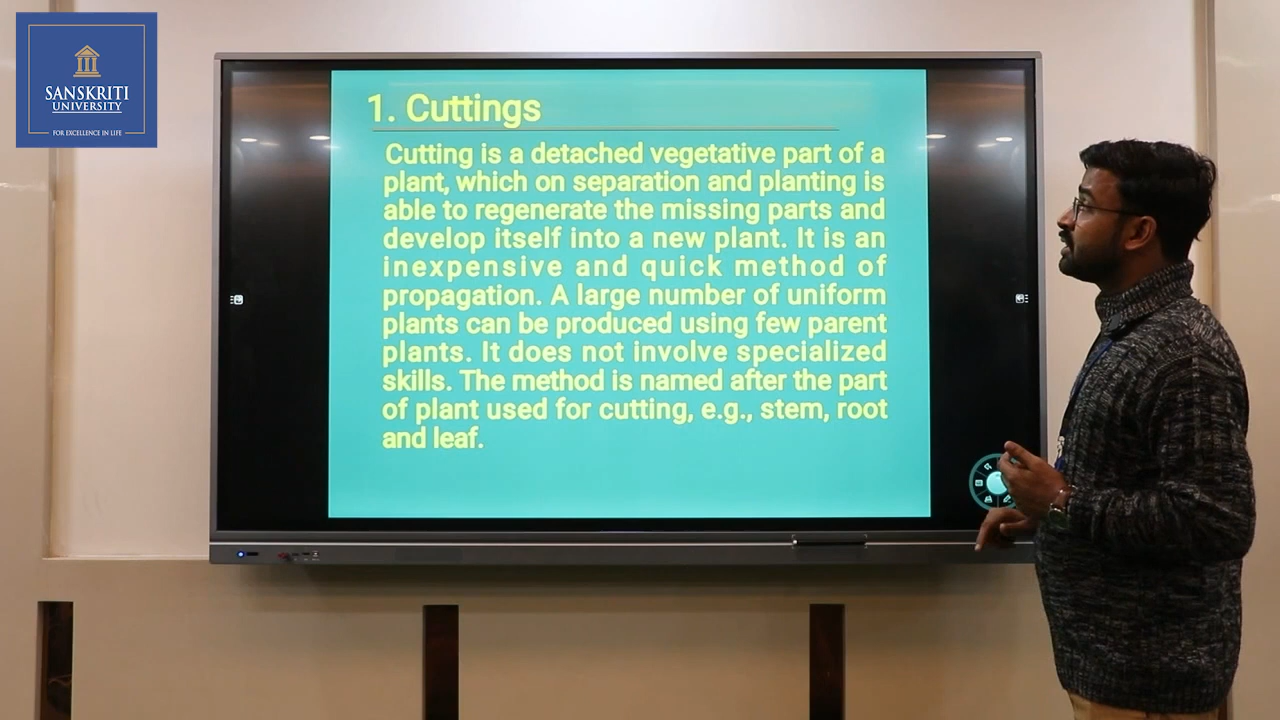 SANSKRITI
UNIVERSITY
FOR EXCELLENCE IN LIFE
1. Cuttings
Cutting is a detached vegetative part of a
plant, which on separation and planting is
able to regenerate the missing parts and
develop itself into a new plant. It is an
inexpensive and quick method of
propagation. A large number of uniform
plants can be produced using few parent
plants. It does not involve specialized
skills. The method is named after the part
of plant used for cutting, e.g., stem, root
and leaf.